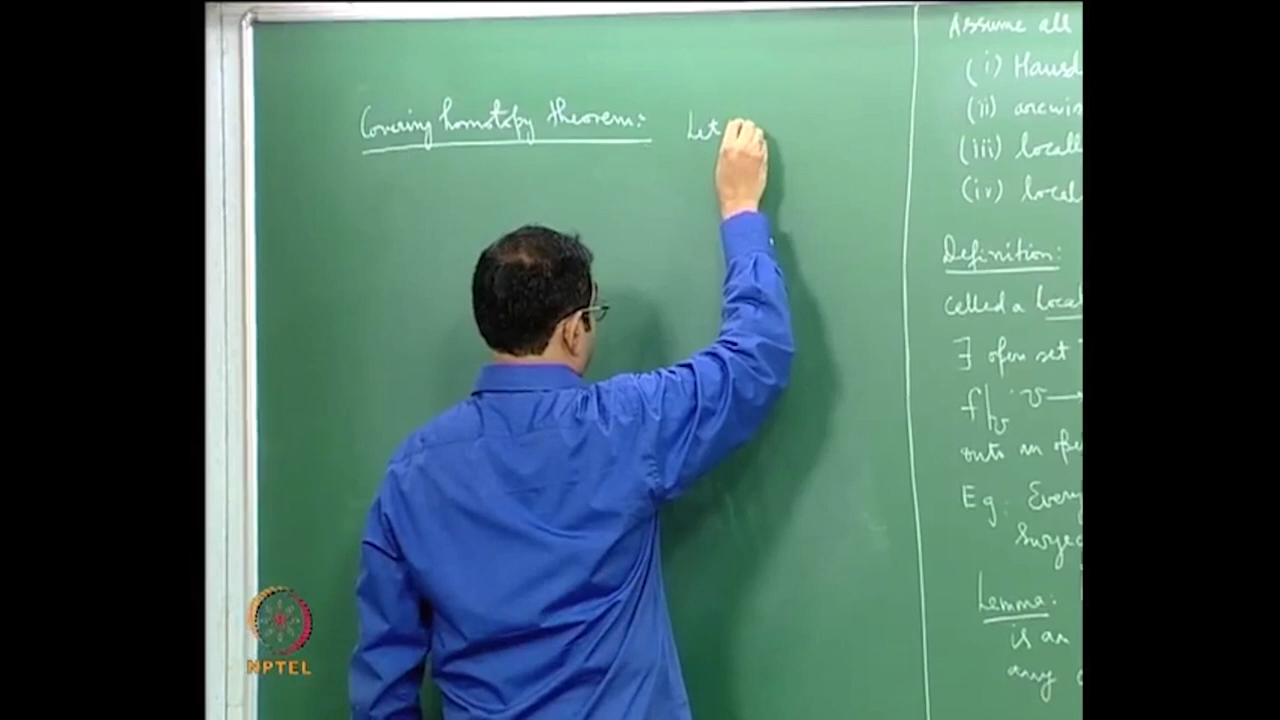 Covering homotopy theorem: Let
Assume all
(i) Hausd
(ii) arcwis
(iii) locall
(iv) local
Definition:
called a local
∃ open set
f|v : v→
onto an ope
Eg: Every
Surjec
Lemma:
is an
any
NPTEL